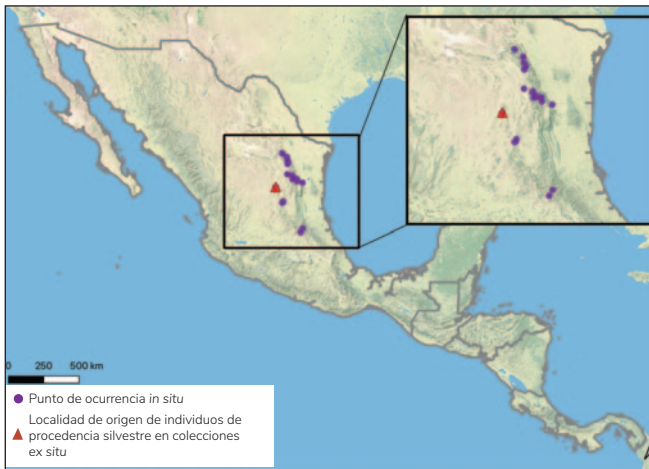 0 250 500 km
Punto de ocurrencia in situ
Localidad de origen de individuos de
procedencia silvestre en colecciones
ex situ